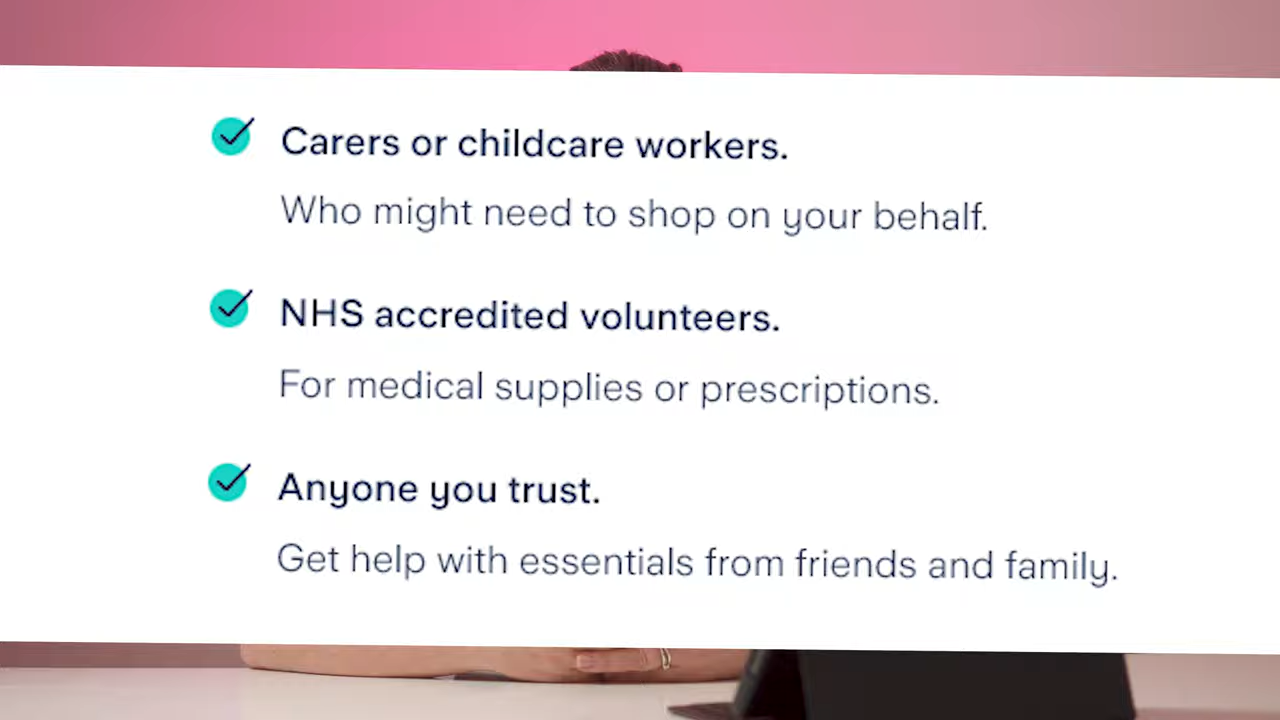 Carers or childcare workers.
Who might need to shop on your behalf.
NHS accredited volunteers.
For medical supplies or prescriptions.
Anyone you trust.
Get help with essentials from friends and family.